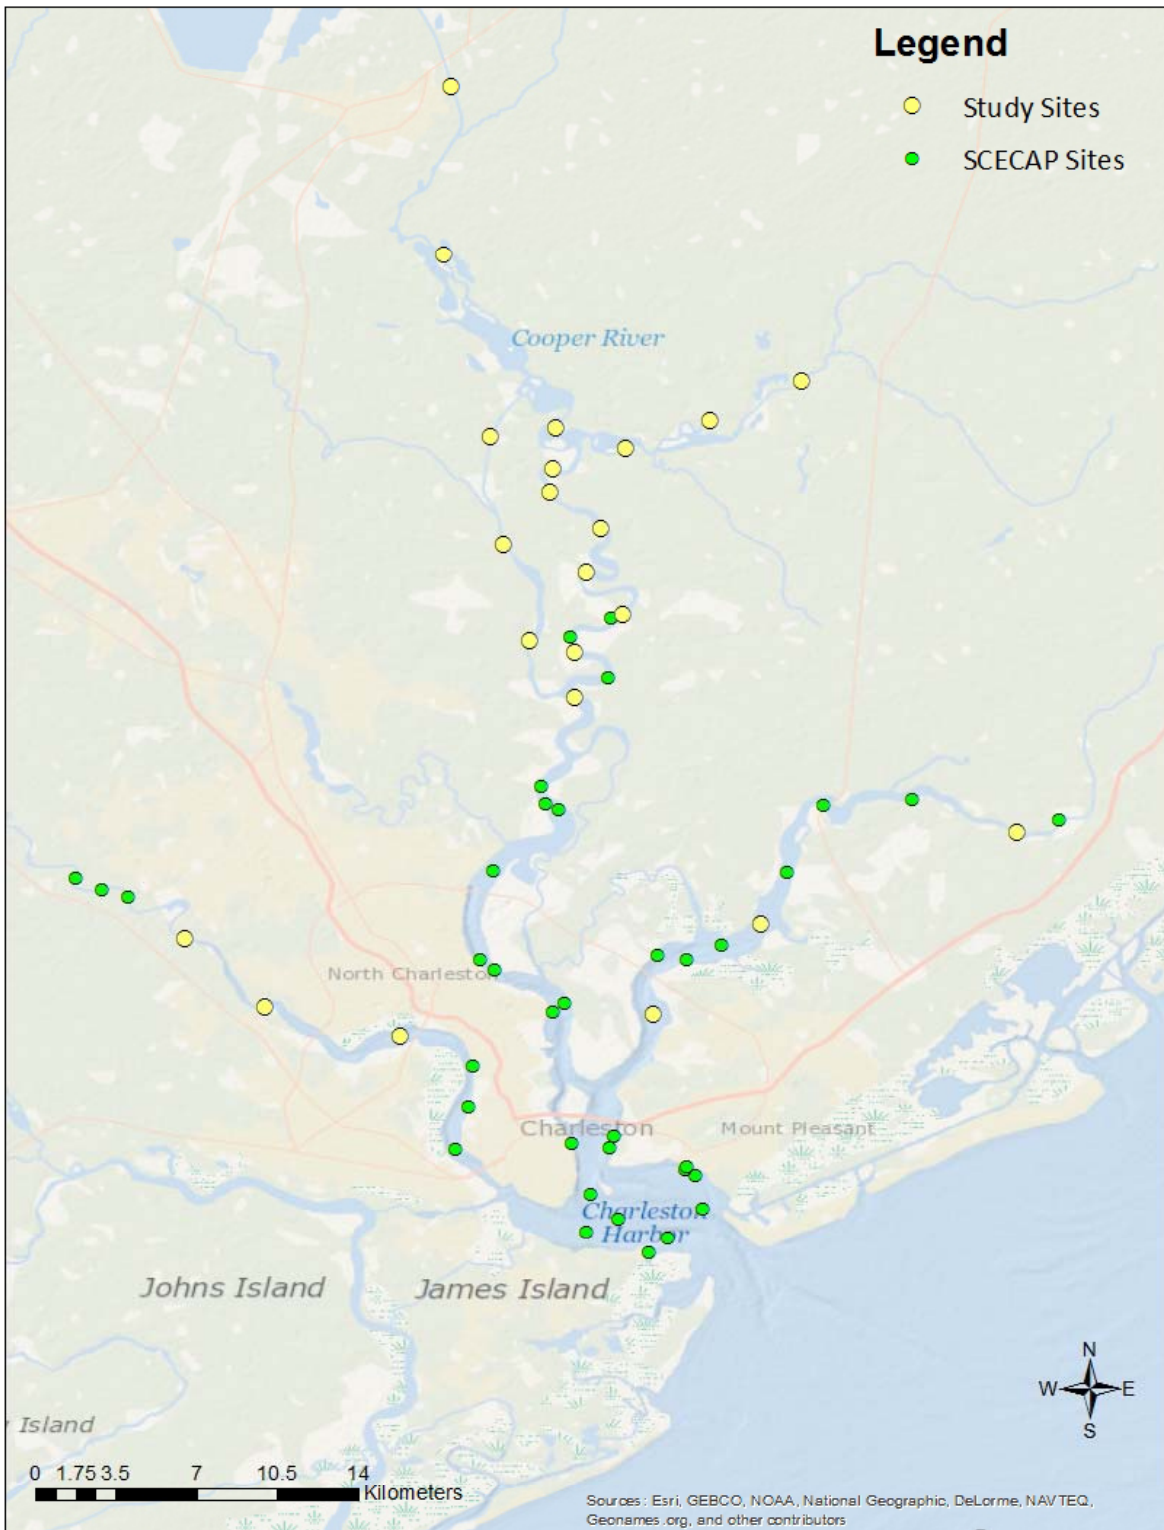 Legend
Study Sites
SCECAP Sites
Cooper River
North Charleston
Charleston
Mount Pleasant
Charleston
Harbor
Johns Island
James Island
N
W E
S
Island
0 1.75 3.5 7 10.5 14
Kilometers
Sources: Esri, GEBCO, NOAA, National Geographic, DeLorme, NAVTEQ,
Geonames.org, and other contributors